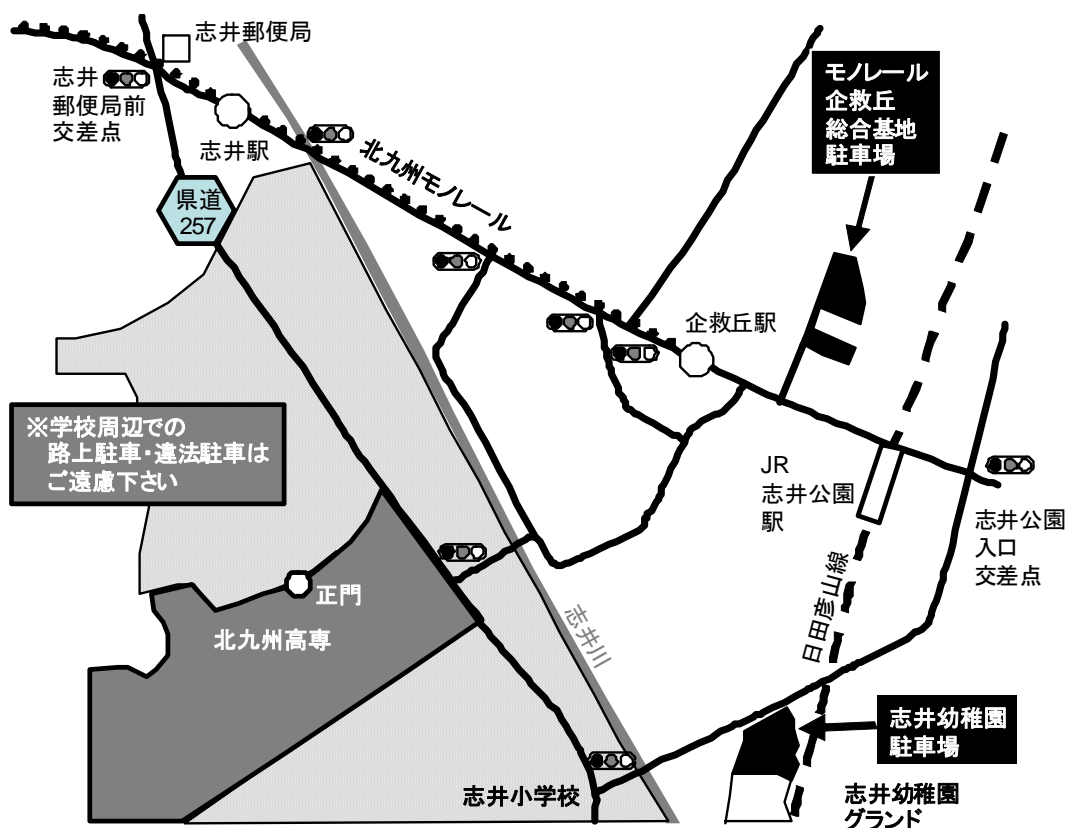 志井郵便局
志井
郵便局前
交差点
志井駅
県道
257
北九州モノレール
モノレール
企救丘
総合基地
駐車場
企救丘駅
※学校周辺での
路上駐車・違法駐車は
ご遠慮下さい
JR
志井公園
駅
志井公園
入口
交差点
正門
北九州高専
志井川
日田彦山線
志井幼稚園
駐車場
志井小学校
志井幼稚園
グランド